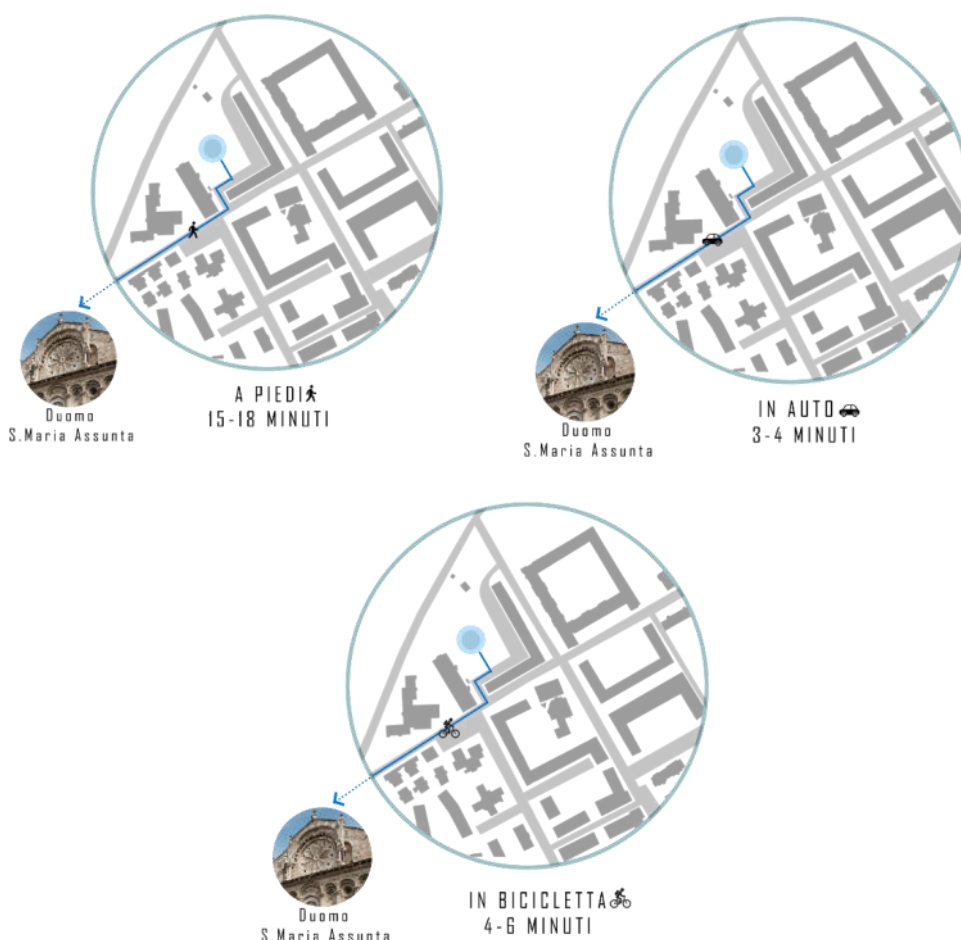 A PIEDI
15-18 MINUTI
Duomo
S.Maria Assunta
IN AUTO
3-4 MINUTI
Duomo
S.Maria Assunta
IN BICICLETTA
4-6 MINUTI
Duomo
S.Maria Assunta